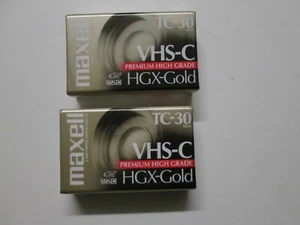 maxell
TC-30
VHS-C
PREMIUM HIGH GRADE
HGX-Gold
maxell
TC-30
VHS-C
PREMIUM HIGH GRADE
HGX-Gold